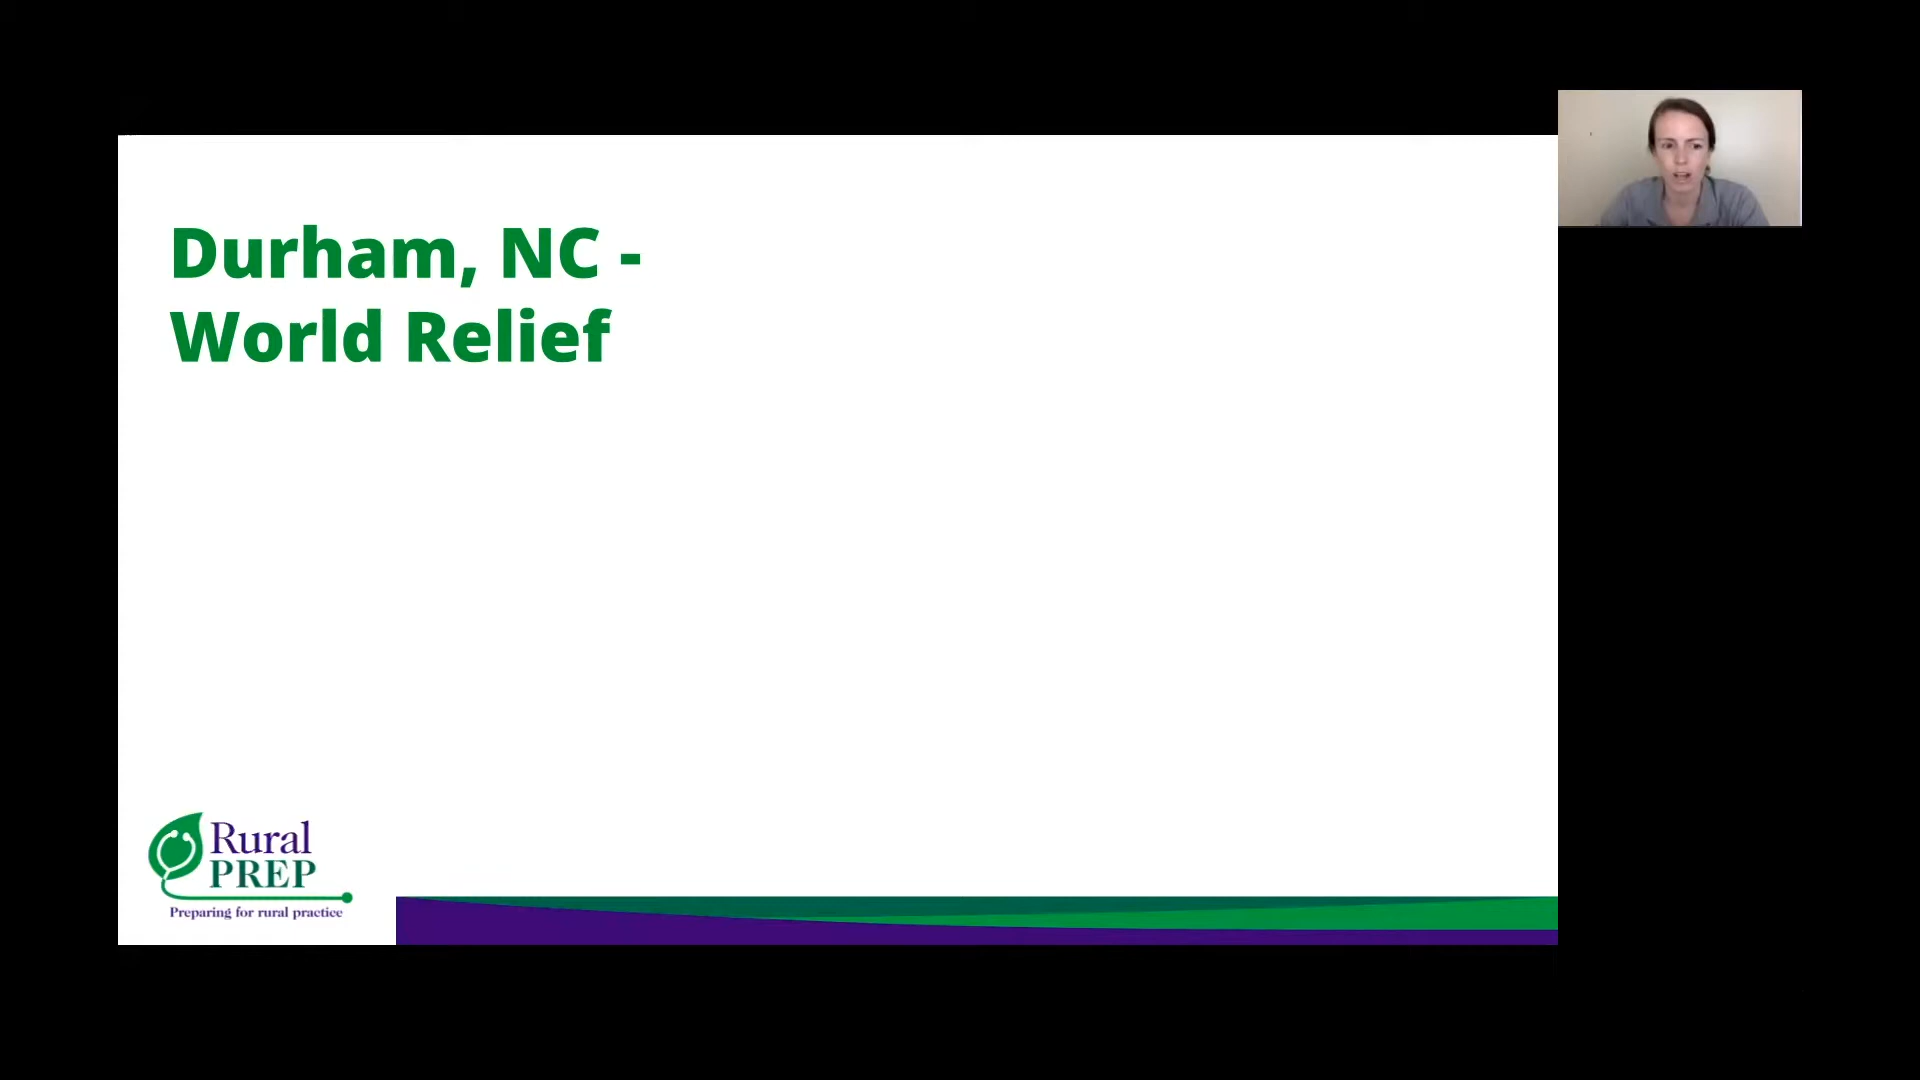 Durham, NC -
World Relief
Rural
PREP
Preparing for rural practice